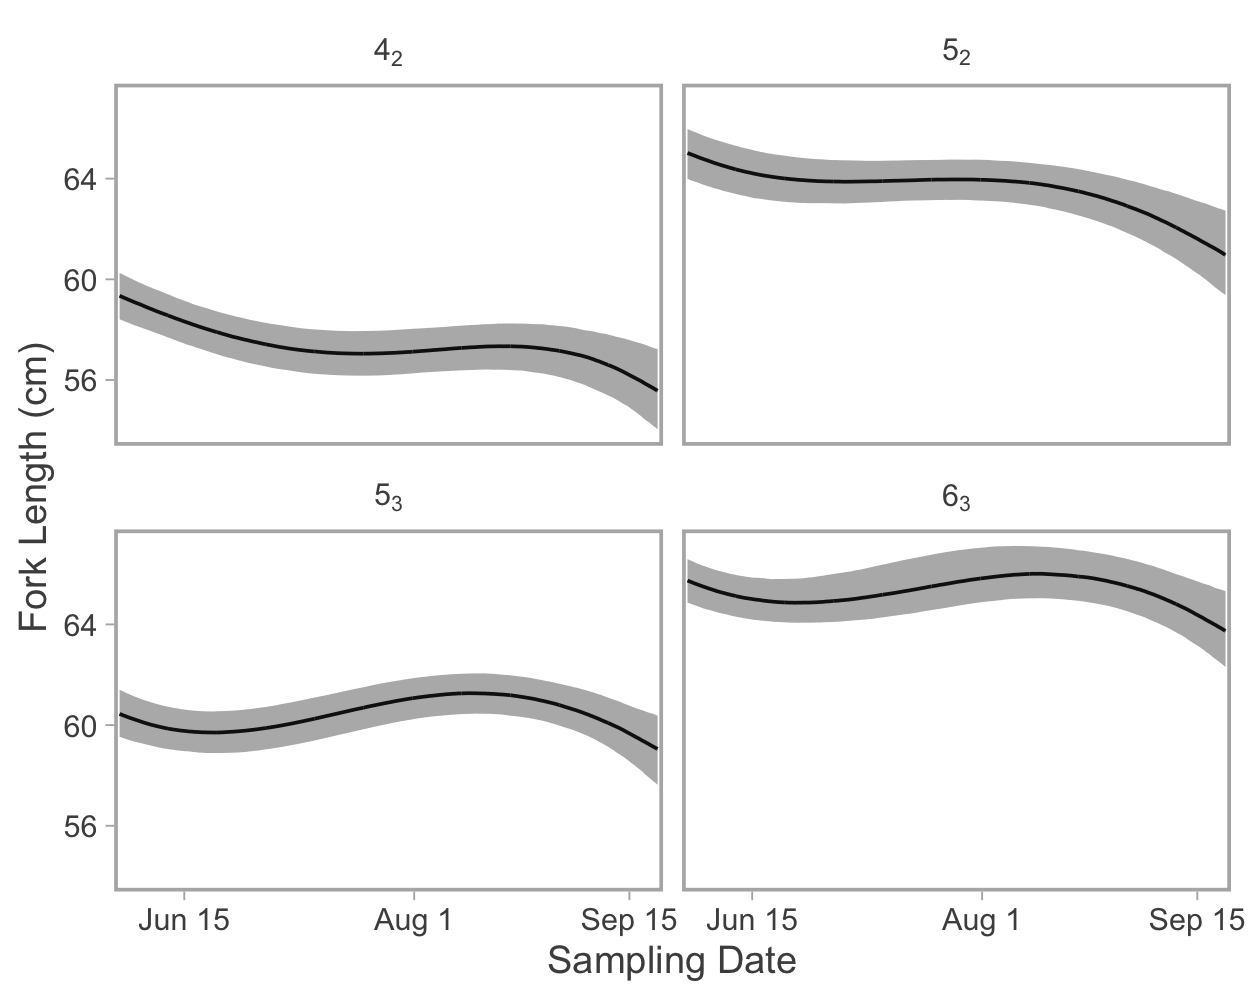 4₂
5₂
64
60
56
5₃
6₃
64
60
56
Fork Length (cm)
Jun 15
Aug 1
Sep 15
Jun 15
Aug 1
Sep 15
Sampling Date